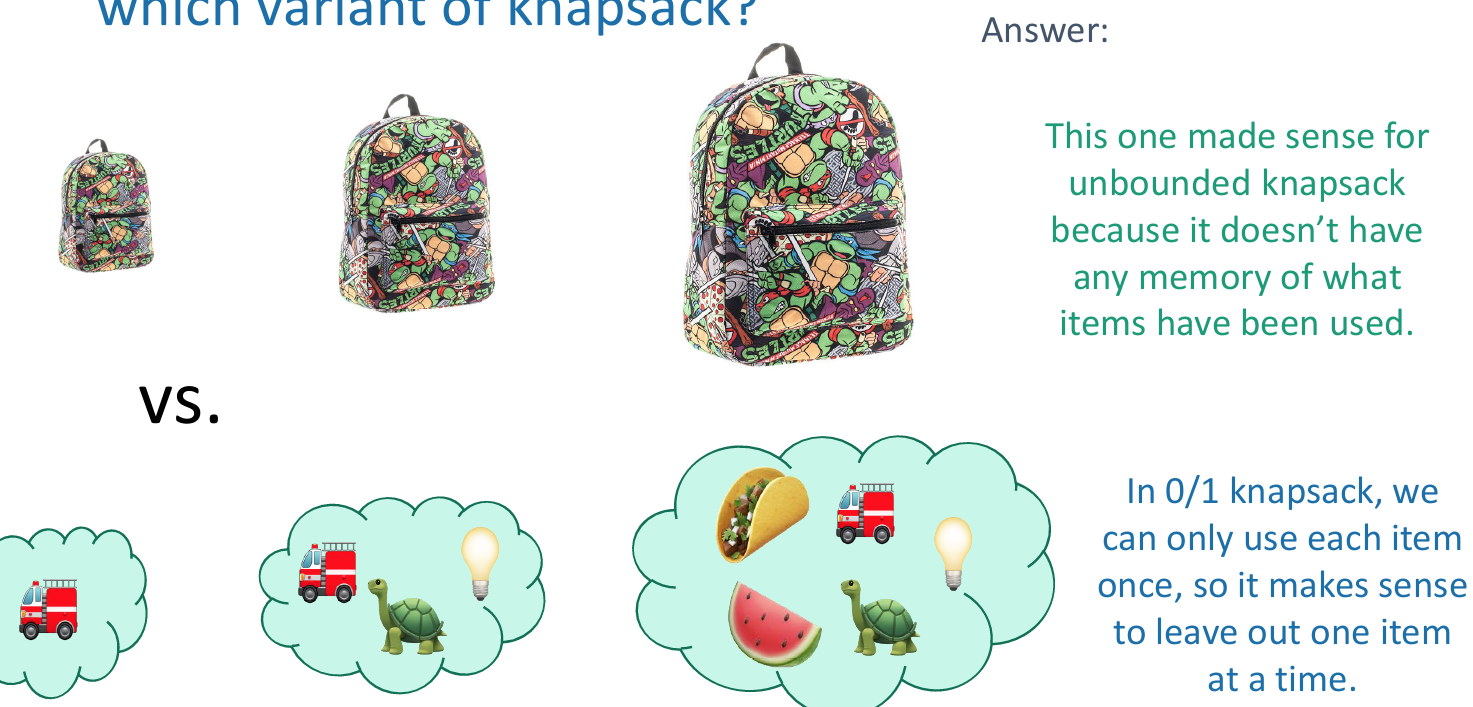 which variant of knapsack?
Answer:
This one made sense for
unbounded knapsack
because it doesn’t have
any memory of what
items have been used.
vs.
In 0/1 knapsack, we
can only use each item
once, so it makes sense
to leave out one item
at a time.